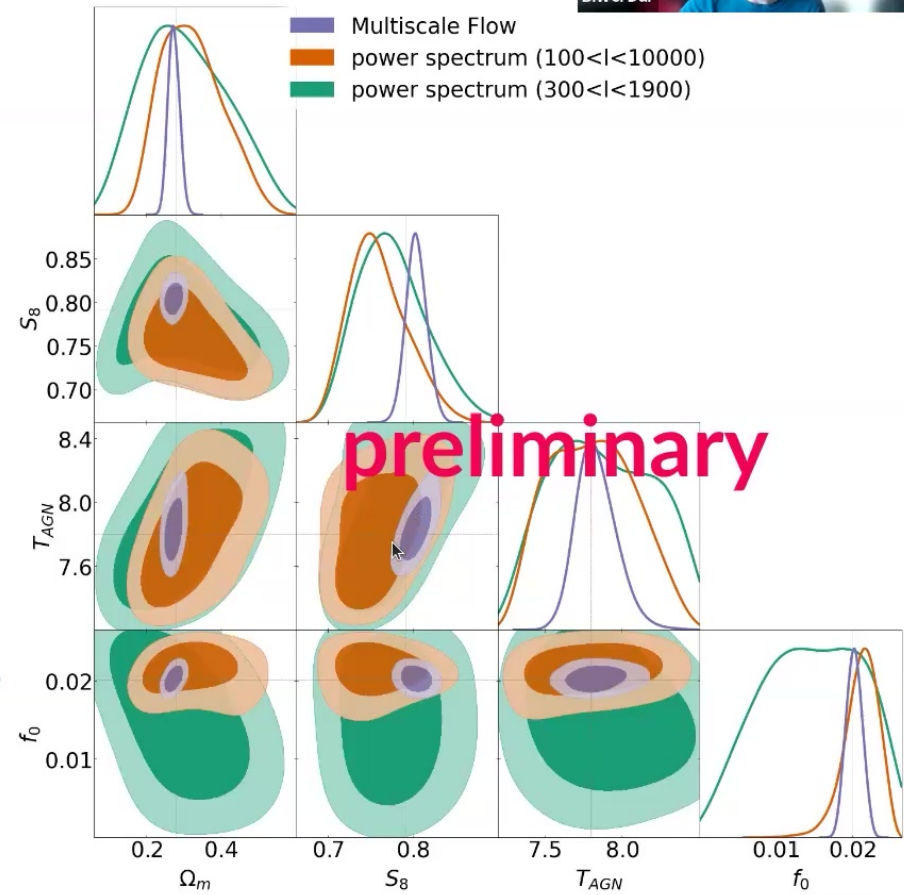 Multiscale Flow
power spectrum (100<l<10000)
power spectrum (300<l<1900)
0.85
0.80
0.75
0.70
S₈
preliminary
8.4
8.0
7.6
T_AGN
0.02
0.01
f₀
0.2 0.4 0.7 0.8 7.5 8.0 0.01 0.02
Ωₘ S₈ T_AGN f₀